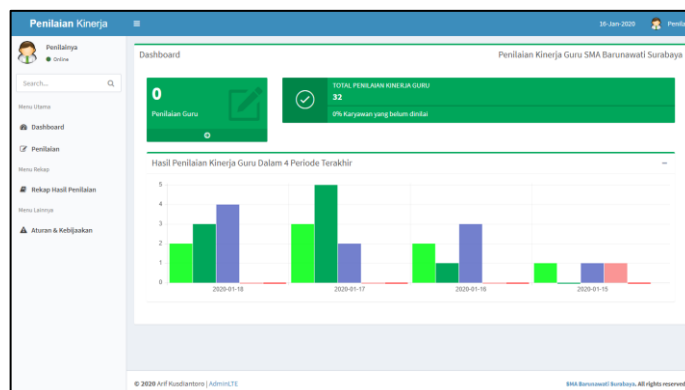 Penilaian Kinerja
16-Jan-2020
Penilainya
Online
Search...
Menu Utama
Dashboard
Penilaian
Menu Rekap
Rekap Hasil Penilaian
Menu Lainnya
Aturan & Kebijaakan
Dashboard
Penilaian Kinerja Guru SMA Barunawati Surabaya
0
Penilaian Guru
TOTAL PENILAIAN KINERJA GURU
32
0% Karyawan yang belum dinilai
Hasil Penilaian Kinerja Guru Dalam 4 Periode Terakhir
5
4
3
2
1
0
2020-01-18
2020-01-17
2020-01-16
2020-01-15
© 2020 Arif Kusdiantoro | AdminLTE
SMA Barunawati Surabaya. All rights reserved